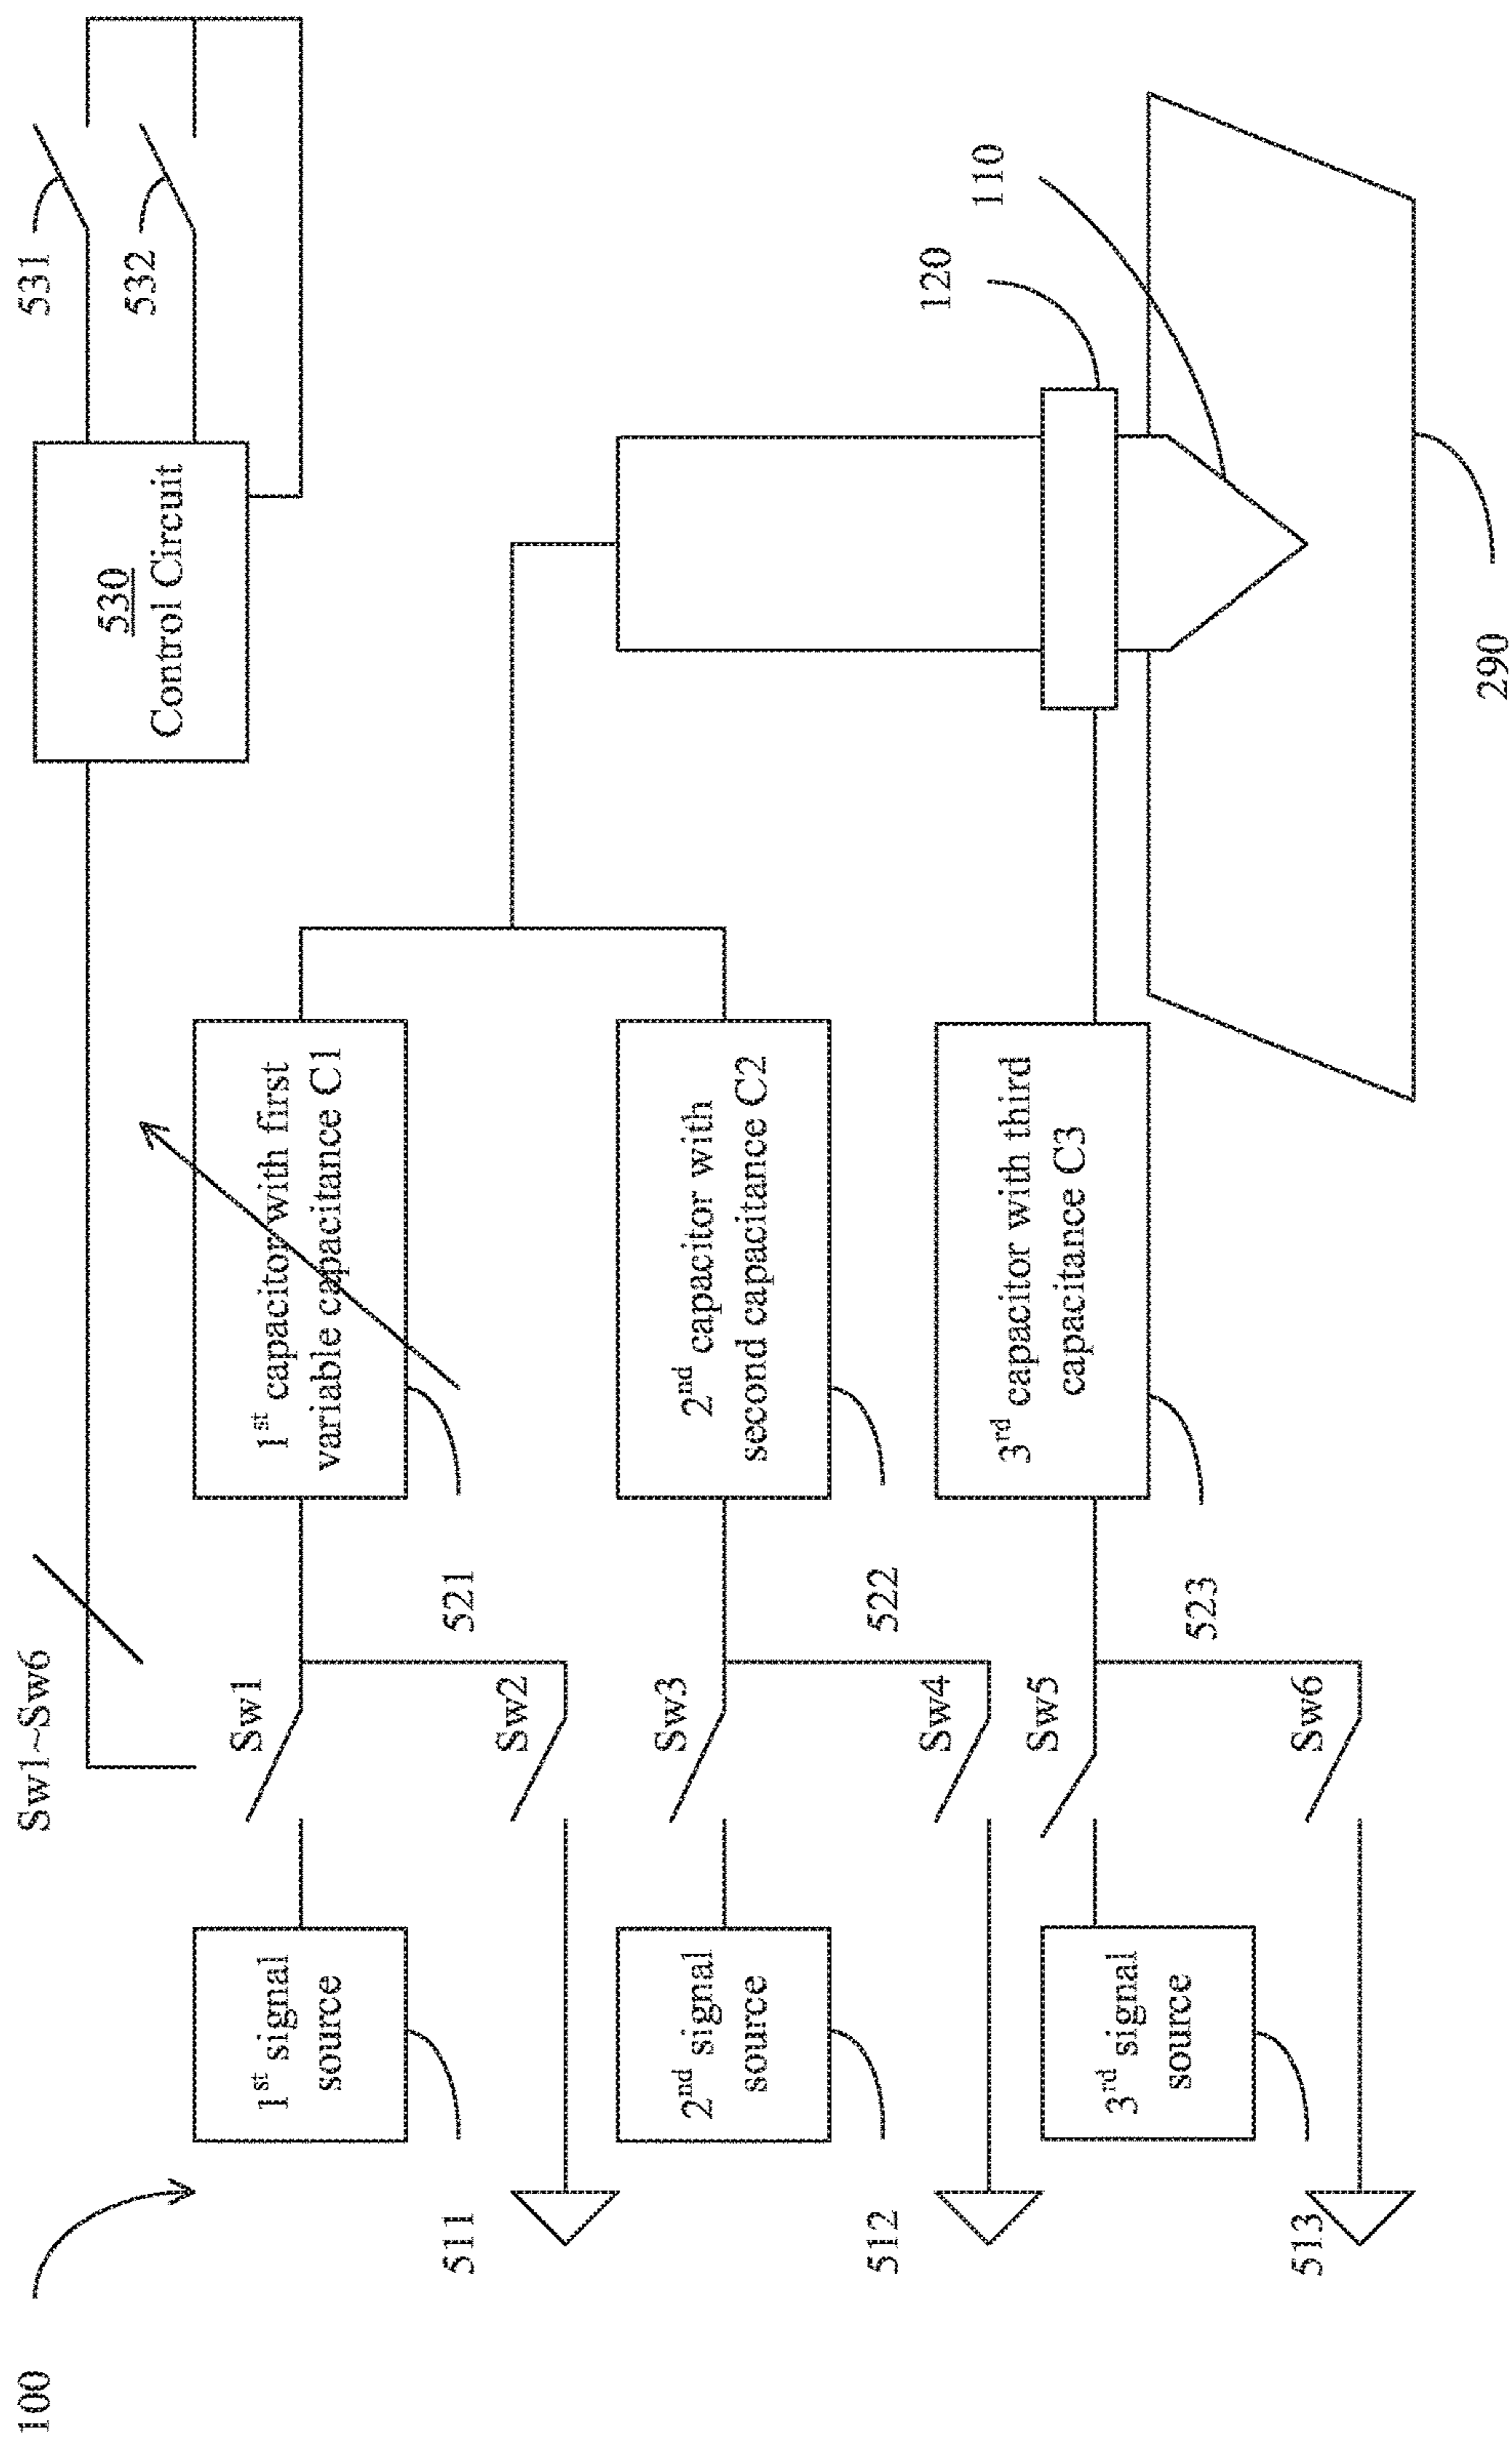 100
Sw1~Sw6
530
Control Circuit
531
532
1st signal
source
511
Sw1
Sw2
1st capacitor with first
variable capacitance C1
521
2nd signal
source
512
Sw3
Sw4
2nd capacitor with
second capacitance C2
522
3rd signal
source
513
Sw5
Sw6
3rd capacitor with third
capacitance C3
523
120
110
290